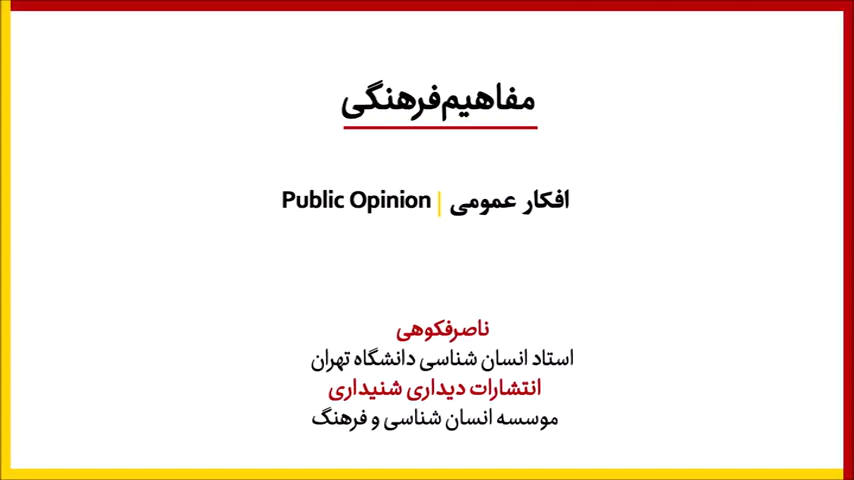 مفاهیم‌فرهنگی
افکار عمومی | Public Opinion
ناصرفکوهی
استاد انسان شناسی دانشگاه تهران
انتشارات دیداری شنیداری
موسسه انسان شناسی و فرهنگ